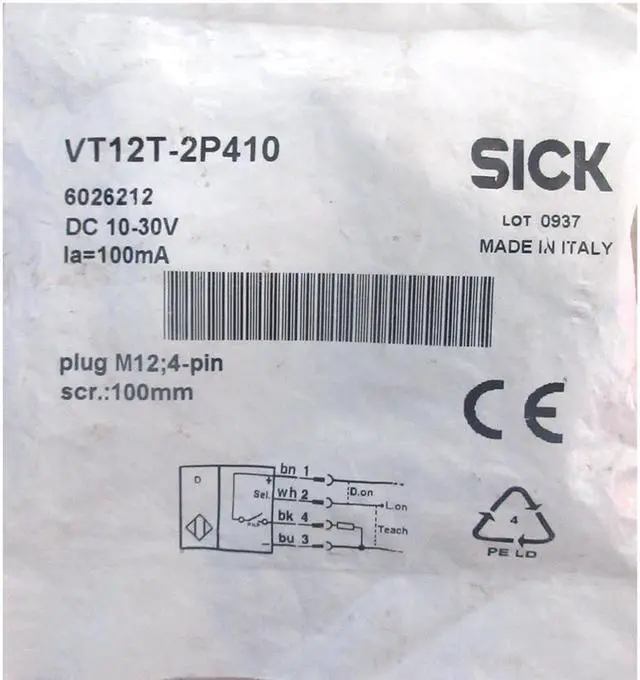 VT12T-2P410
SICK
6026212
DC 10-30V
Ia=100mA
LOT 0937
MADE IN ITALY
plug M12;4-pin
scr.:100mm
CE
D
+
Sel.
-
bn 1
wh 2
bk 4
bu 3
D.on
L.on
Teach
4
PE LD